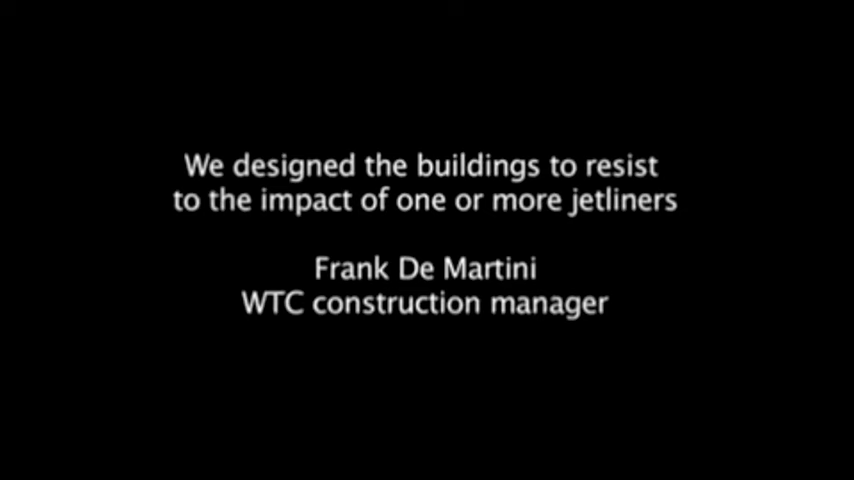 We designed the buildings to resist
to the impact of one or more jetliners
Frank De Martini
WTC construction manager